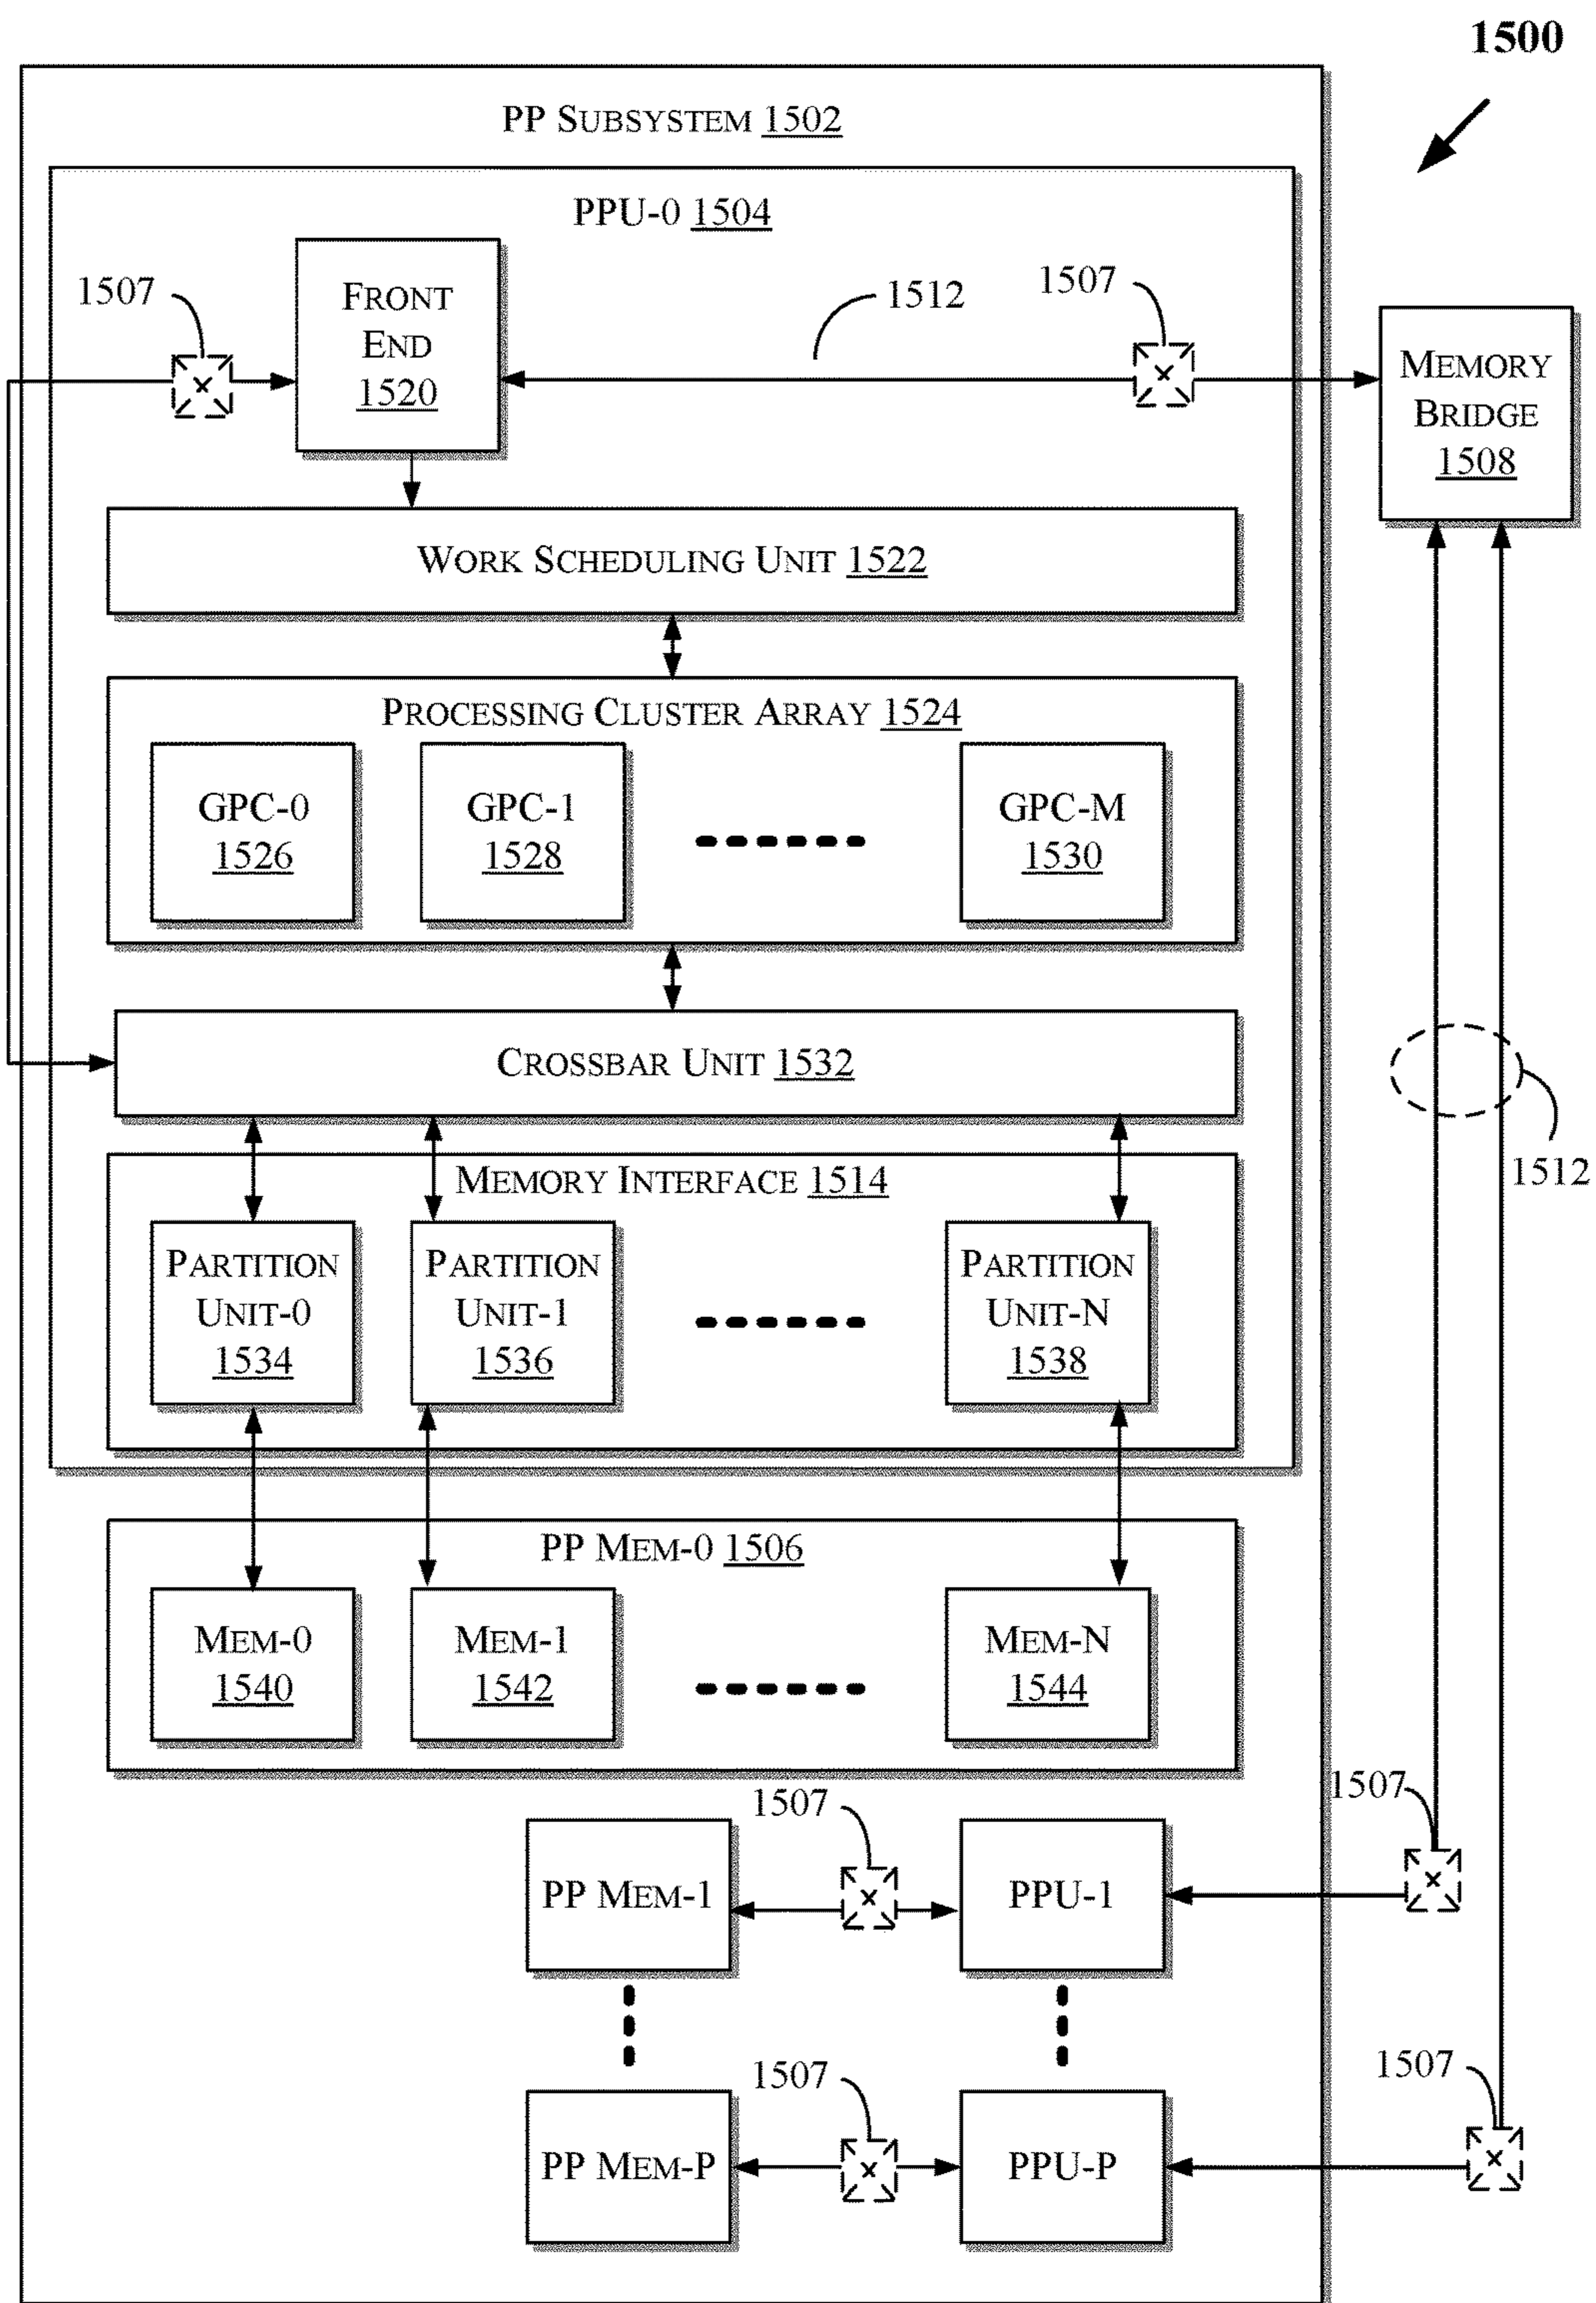 1500
PP SUBSYSTEM 1502
PPU-0 1504
1507
FRONT
END
1520
1512
1507
MEMORY
BRIDGE
1508
WORK SCHEDULING UNIT 1522
PROCESSING CLUSTER ARRAY 1524
GPC-0
1526
GPC-1
1528
GPC-M
1530
CROSSBAR UNIT 1532
1512
MEMORY INTERFACE 1514
PARTITION
UNIT-0
1534
PARTITION
UNIT-1
1536
PARTITION
UNIT-N
1538
PP MEM-0 1506
MEM-0
1540
MEM-1
1542
MEM-N
1544
1507
1507
PP MEM-1
PPU-1
1507
1507
PP MEM-P
PPU-P